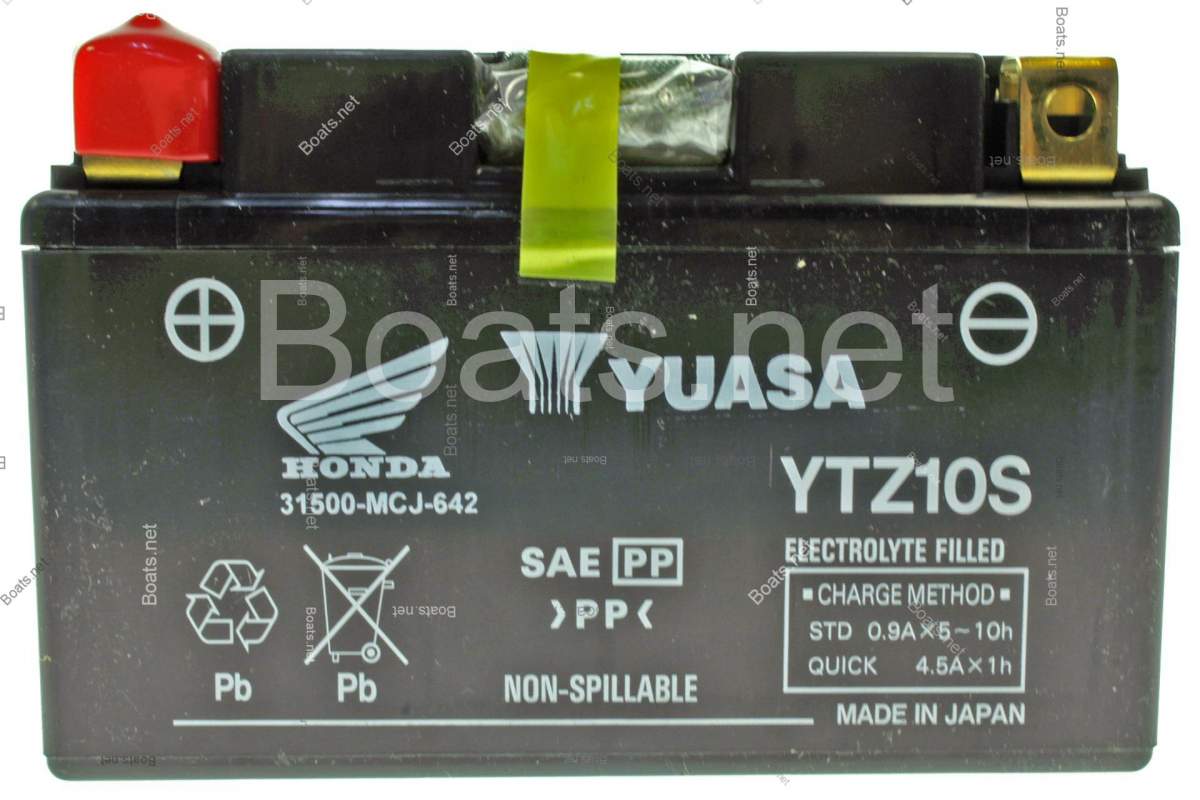 Boats.net
YUASA
HONDA
31500-MCJ-642
YTZ10S
ELECTROLYTE FILLED
SAE PP
>PP<
▪ CHARGE METHOD ▪
STD 0.9A×5~10h
QUICK 4.5A×1h
Pb
Pb
NON-SPILLABLE
MADE IN JAPAN